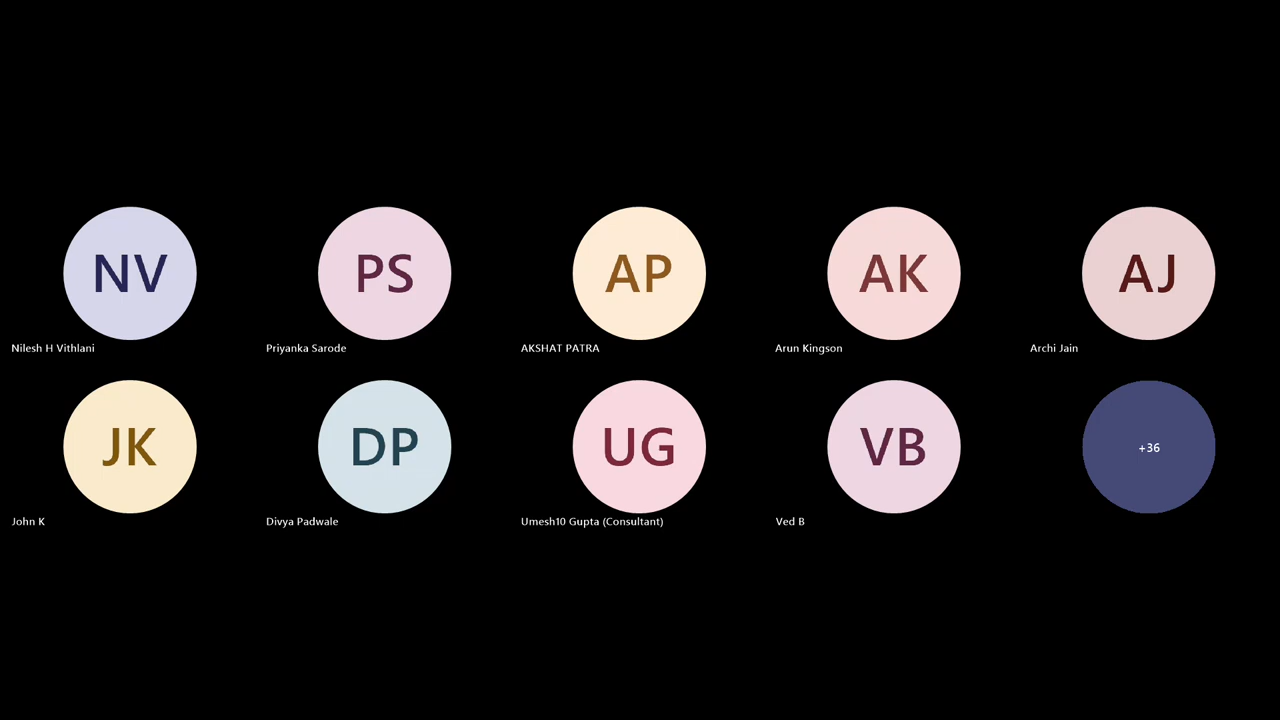 NV
PS
AP
AK
AJ
Nilesh H Vithlani
Priyanka Sarode
AKSHAT PATRA
Arun Kingson
Archi Jain
JK
DP
UG
VB
+36
John K
Divya Padwale
Umesh10 Gupta (Consultant)
Ved B